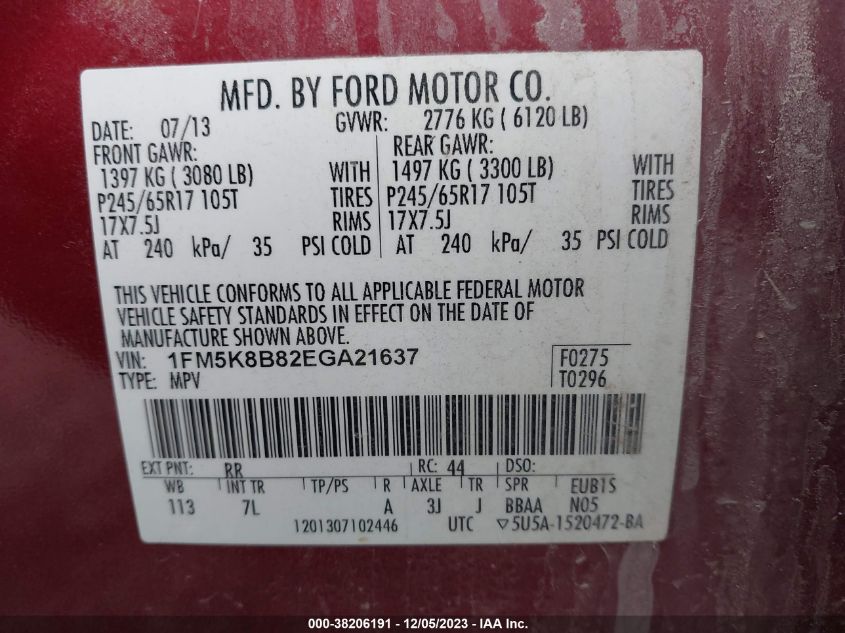 MFD. BY FORD MOTOR CO.
DATE: 07/13 GVWR: 2776 KG ( 6120 LB)
FRONT GAWR: REAR GAWR:
1397 KG ( 3080 LB) WITH 1497 KG ( 3300 LB) WITH
P245/65R17 105T TIRES P245/65R17 105T TIRES
17X7.5J RIMS 17X7.5J RIMS
AT 240 kPa/ 35 PSI COLD AT 240 kPa/ 35 PSI COLD
THIS VEHICLE CONFORMS TO ALL APPLICABLE FEDERAL MOTOR
VEHICLE SAFETY STANDARDS IN EFFECT ON THE DATE OF
MANUFACTURE SHOWN ABOVE.
VIN: 1FM5K8B82EGA21637 F0275
TYPE: MPV T0296
EXT PNT: RR RC: 44 DSO:
WB INT TR TP/PS R AXLE TR SPR EUB1S
113 7L A 3J J BBAA N05
1201307102446 UTC ▽5U5A-1520472-BA
000-38206191 - 12/05/2023 - IAA Inc.